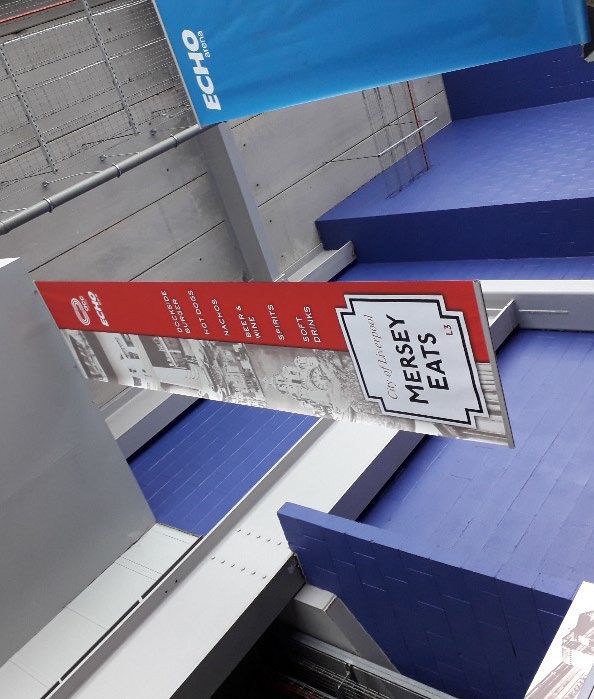 ECHO
arena
City of Liverpool
MERSEY
EATS
L3
SOFT
DRINKS
SPIRITS
BEER &
WINE
NACHOS
HOT DOGS
DOCKSIDE
BURGER
ECHO